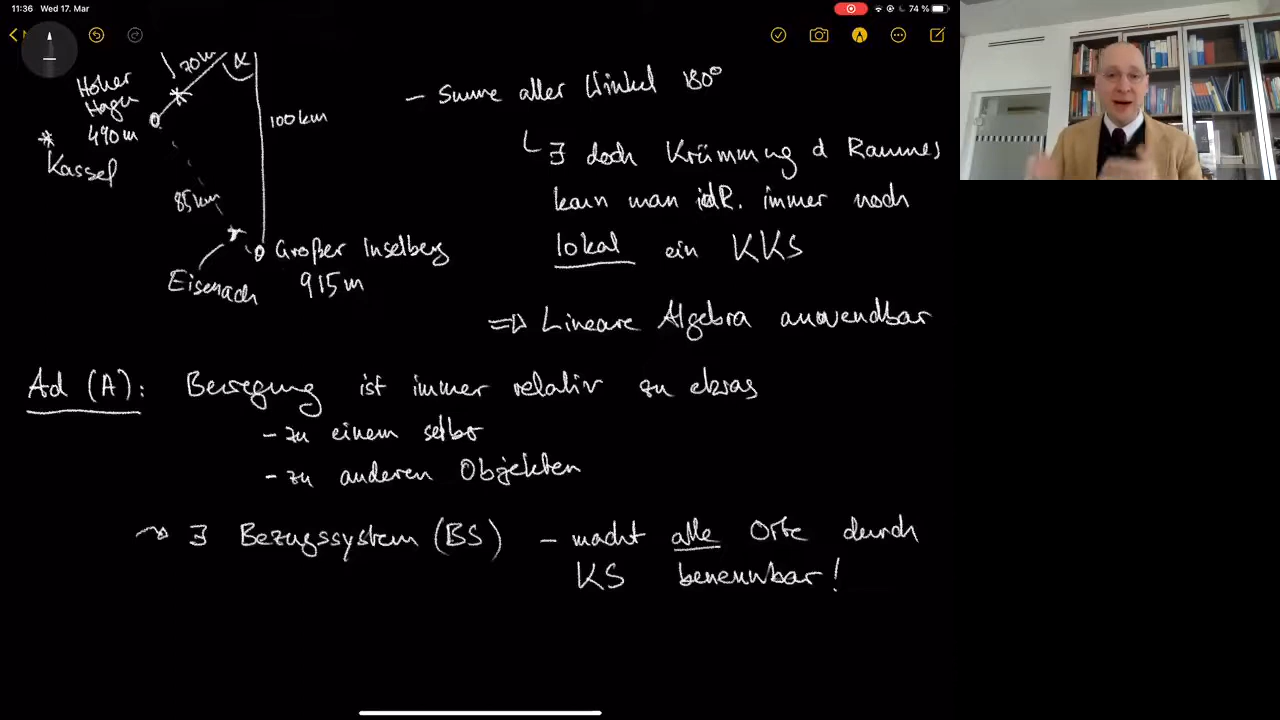 11:36 Wed 17. Mar
74 %
70km
α
Hoher
Hagen
490m
Kassel
100km
85km
Großer Inselberg
915m
Eisenach
- Summe aller Winkel 180°
∃ doch Krümmung d Raumes
kann man idR. immer noch
lokal ein KKS
⇒ Lineare Algebra anwendbar
Ad (A): Bewegung ist immer relativ zu etwas
- zu einem selbst
- zu anderen Objekten
∃ Bezugssystem (BS) - macht alle Orte durch
KS benennbar!